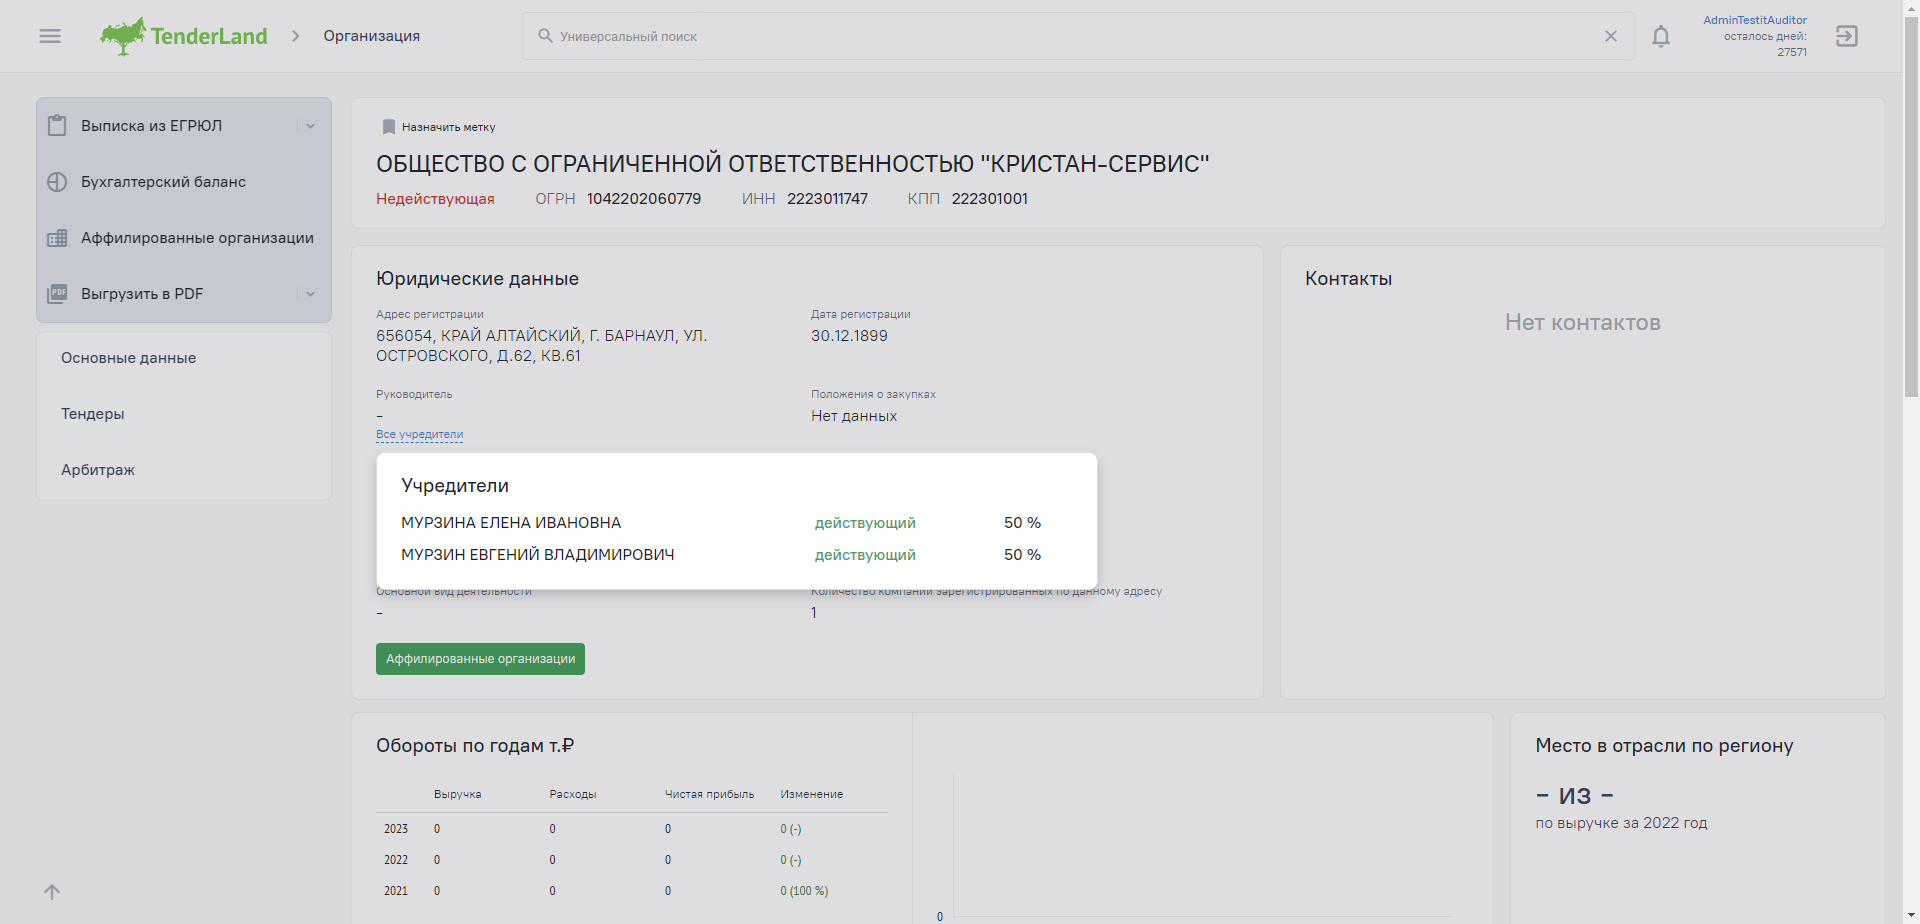 TenderLand
Организация
Универсальный поиск
AdminTestitAuditor
осталось дней:
27571
Выписка из ЕГРЮЛ
Бухгалтерский баланс
Аффилированные организации
PDF
Выгрузить в PDF
Основные данные
Тендеры
Арбитраж
Назначить метку
ОБЩЕСТВО С ОГРАНИЧЕННОЙ ОТВЕТСТВЕННОСТЬЮ "КРИСТАН-СЕРВИС"
Недействующая ОГРН 1042202060779 ИНН 2223011747 КПП 222301001
Юридические данные
Адрес регистрации
656054, КРАЙ АЛТАЙСКИЙ, Г. БАРНАУЛ, УЛ.
ОСТРОВСКОГО, Д.62, КВ.61
Дата регистрации
30.12.1899
Руководитель
-
Все учредители
Положения о закупках
Нет данных
Учредители
МУРЗИНА ЕЛЕНА ИВАНОВНА действующий 50 %
МУРЗИН ЕВГЕНИЙ ВЛАДИМИРОВИЧ действующий 50 %
Основной вид деятельности
-
Количество компаний зарегистрированных по данному адресу
1
Аффилированные организации
Контакты
Нет контактов
Обороты по годам т.₽
Выручка Расходы Чистая прибыль Изменение
2023 0 0 0 0 (-)
2022 0 0 0 0 (-)
2021 0 0 0 0 (100 %)
0
Место в отрасли по региону
- из -
по выручке за 2022 год